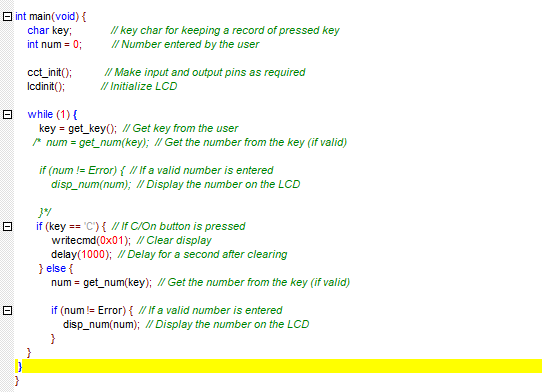 int main(void) {
char key; // key char for keeping a record of pressed key
int num = 0; // Number entered by the user
cct_init(); // Make input and output pins as required
lcdinit(); // Initialize LCD
while (1) {
key = get_key(); // Get key from the user
/* num = get_num(key); // Get the number from the key (if valid)
if (num != Error) { // If a valid number is entered
disp_num(num); // Display the number on the LCD
}*/
if (key == 'C') { // If C/On button is pressed
writecmd(0x01); // Clear display
delay(1000); // Delay for a second after clearing
} else {
num = get_num(key); // Get the number from the key (if valid)
if (num != Error) { // If a valid number is entered
disp_num(num); // Display the number on the LCD
}
}
}
}